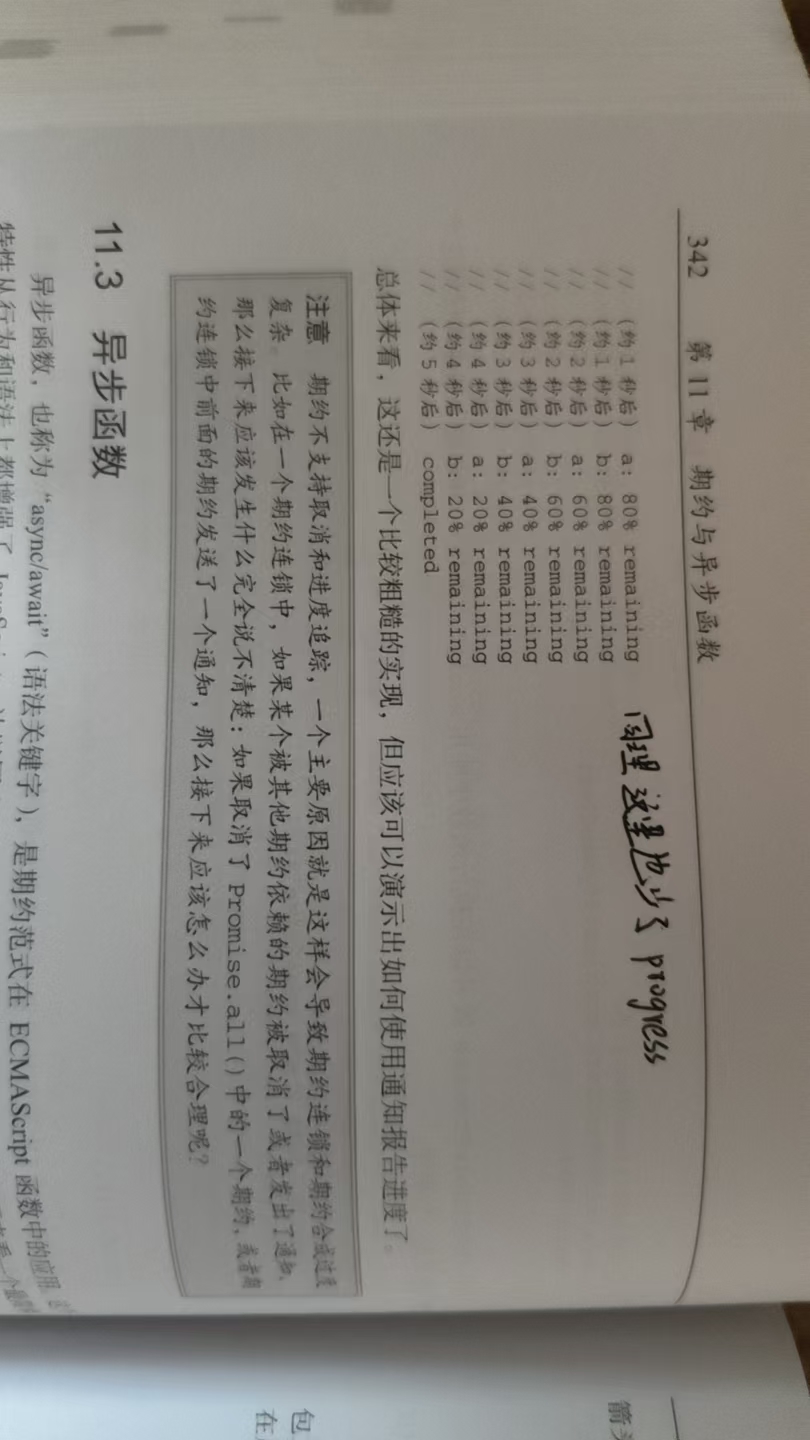 342 第 11 章 期约与异步函数
// （约 1 秒后） a: 80% remaining 同理 这里也少了 progress
// （约 1 秒后） b: 80% remaining
// （约 2 秒后） a: 60% remaining
// （约 2 秒后） b: 60% remaining
// （约 3 秒后） a: 40% remaining
// （约 3 秒后） b: 40% remaining
// （约 4 秒后） a: 20% remaining
// （约 4 秒后） b: 20% remaining
// （约 5 秒后） completed
总体来看，这还是一个比较粗糙的实现，但应该可以演示出如何使用通知报告进度了。
注意 期约不支持取消和进度追踪，一个主要原因就是这样会导致期约连锁和期约合成过度
复杂。比如在一个期约连锁中，如果某个被其他期约依赖的期约被取消了或者发出了通知，
那么接下来应该发生什么完全说不清楚：如果取消了 Promise.all()中的一个期约，或者期
约连锁中前面的期约发送了一个通知，那么接下来应该怎么办才比较合理呢？
11.3 异步函数
异步函数，也称为“async/await”（语法关键字），是期约范式在 ECMAScript 函数中的应用。
特性从行为和语法上都增强了
箭头
包
在